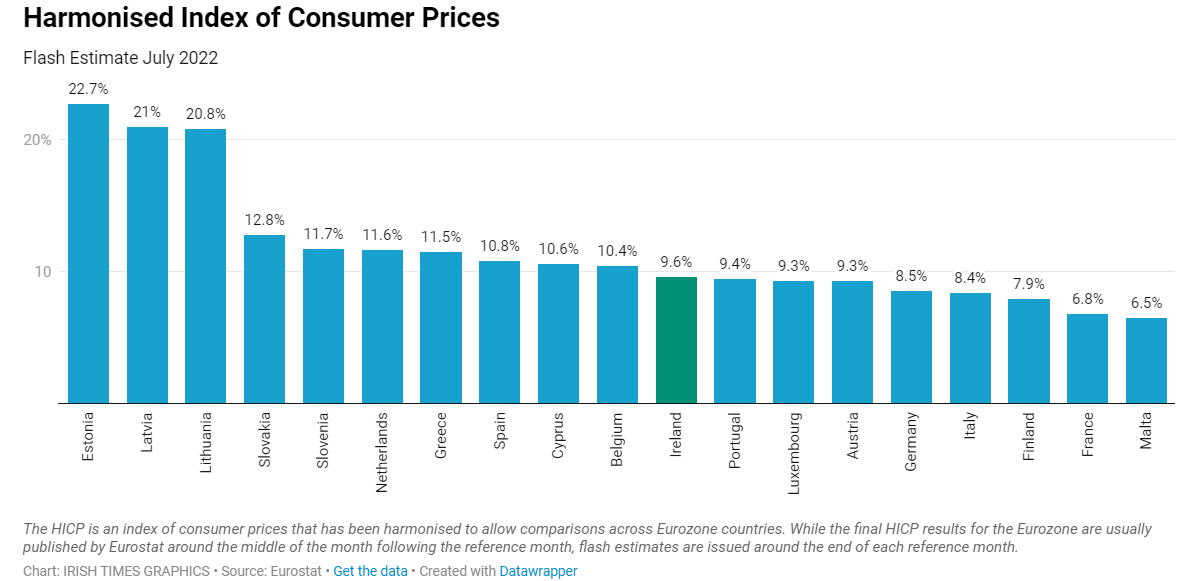 Harmonised Index of Consumer Prices
Flash Estimate July 2022
22.7%
21%
20.8%
12.8%
11.7%
11.6%
11.5%
10.8%
10.6%
10.4%
9.6%
9.4%
9.3%
9.3%
8.5%
8.4%
7.9%
6.8%
6.5%
20%
10
Estonia
Latvia
Lithuania
Slovakia
Slovenia
Netherlands
Greece
Spain
Cyprus
Belgium
Ireland
Portugal
Luxembourg
Austria
Germany
Italy
Finland
France
Malta
The HICP is an index of consumer prices that has been harmonised to allow comparisons across Eurozone countries. While the final HICP results for the Eurozone are usually
published by Eurostat around the middle of the month following the reference month, flash estimates are issued around the end of each reference month.
Chart: IRISH TIMES GRAPHICS • Source: Eurostat • Get the data • Created with Datawrapper